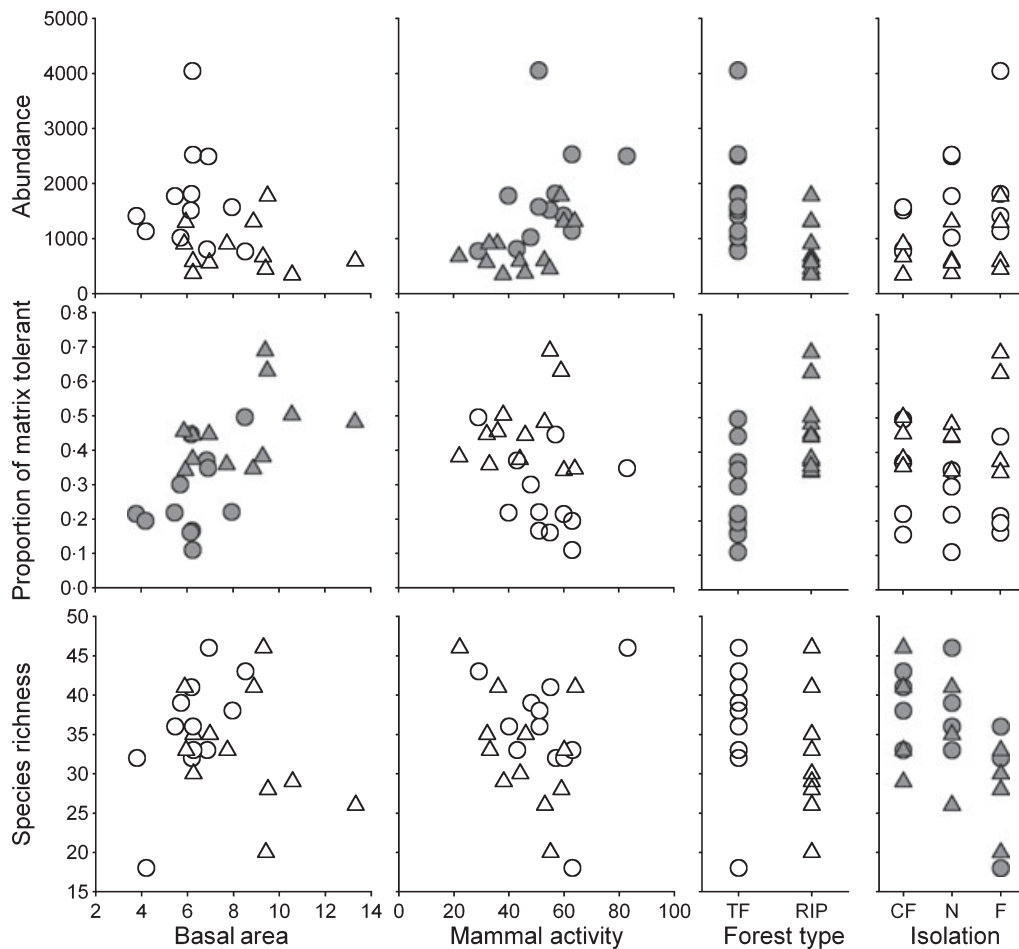 5000
4000
3000
2000
1000
0
Abundance
0·8
0·7
0·6
0·5
0·4
0·3
0·2
0·1
0·0
Proportion of matrix tolerant
50
45
40
35
30
25
20
15
Species richness
2 4 6 8 10 12 14
0 20 40 60 80 100
TF RIP
CF N F
Basal area
Mammal activity
Forest type
Isolation